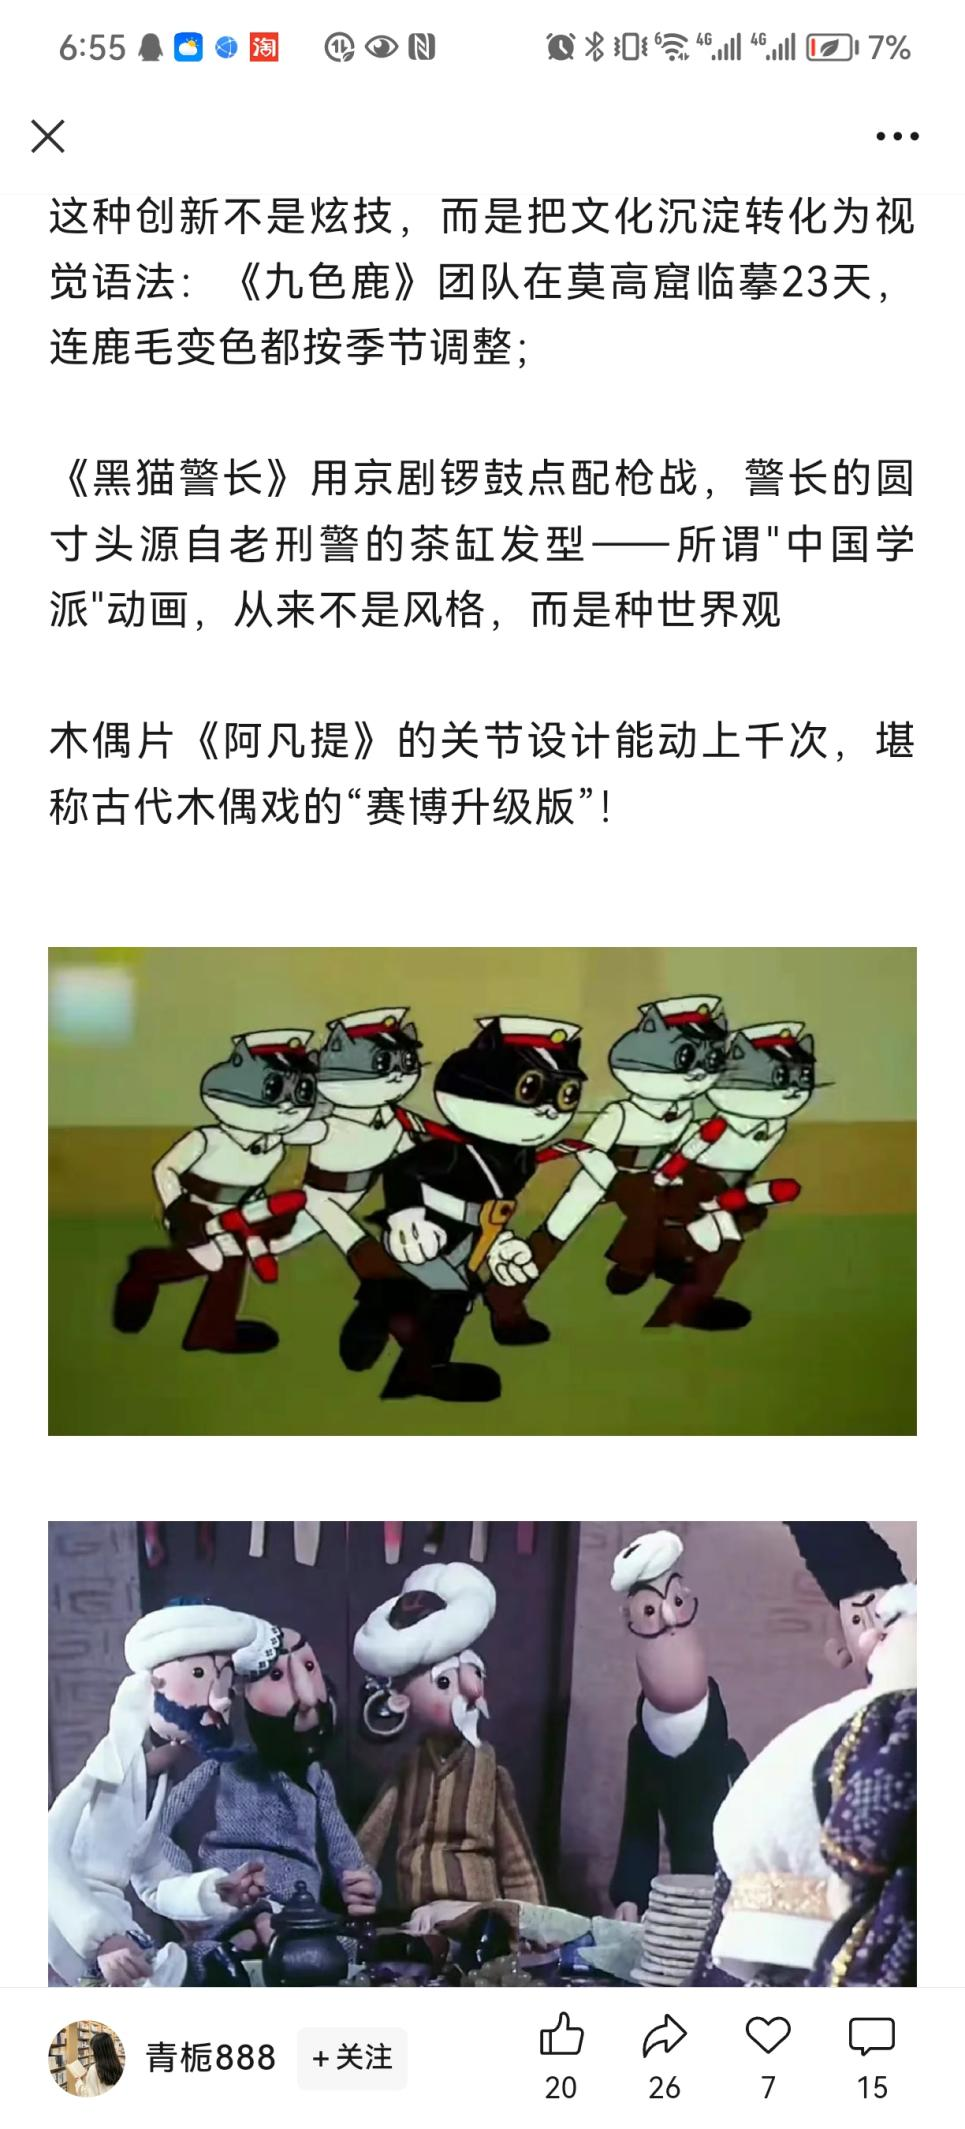 6:55 淘 6 4G 4G 7%
这种创新不是炫技，而是把文化沉淀转化为视
觉语法：《九色鹿》团队在莫高窟临摹23天，
连鹿毛变色都按季节调整；
《黑猫警长》用京剧锣鼓点配枪战，警长的圆
寸头源自老刑警的茶缸发型——所谓"中国学
派"动画，从来不是风格，而是种世界观
木偶片《阿凡提》的关节设计能动上千次，堪
称古代木偶戏的“赛博升级版”！
青栀888 +关注
20 26 7 15